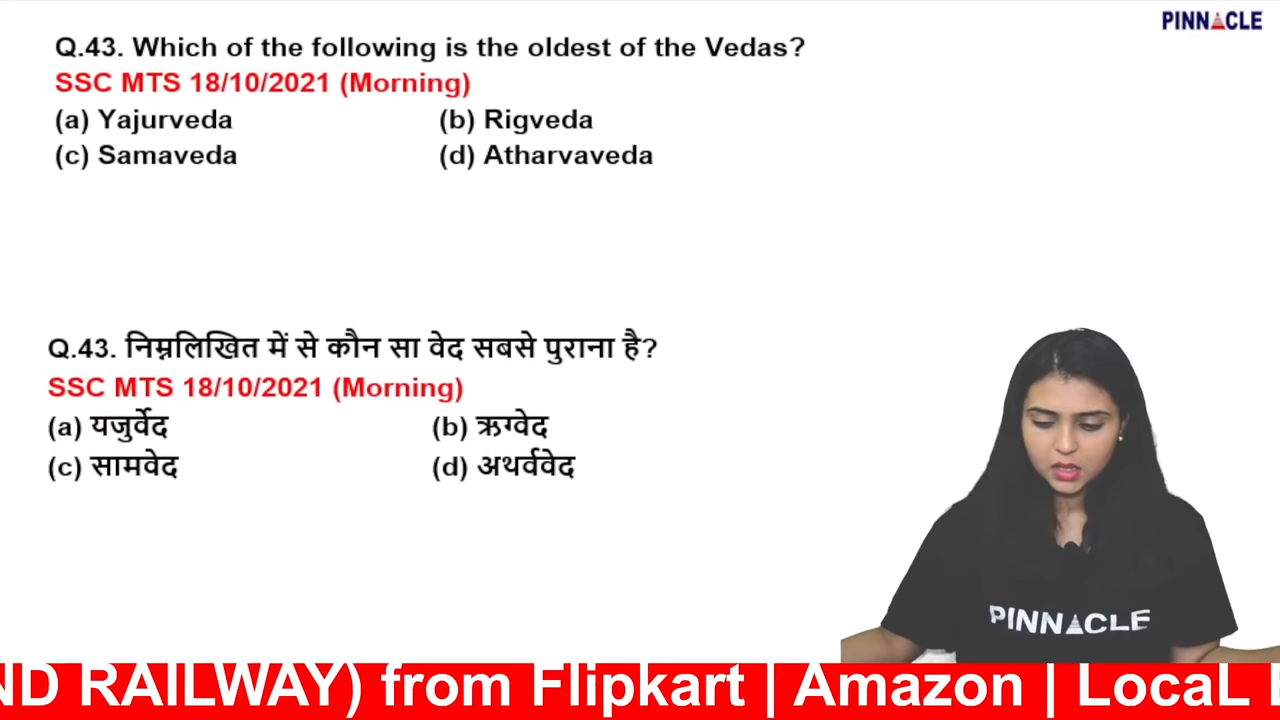 PINNACLE
Q.43. Which of the following is the oldest of the Vedas?
SSC MTS 18/10/2021 (Morning)
(a) Yajurveda (b) Rigveda
(c) Samaveda (d) Atharvaveda
Q.43. निम्नलिखित में से कौन सा वेद सबसे पुराना है?
SSC MTS 18/10/2021 (Morning)
(a) यजुर्वेद (b) ऋग्वेद
(c) सामवेद (d) अथर्ववेद
PINNACLE
ND RAILWAY) from Flipkart | Amazon | LocaL